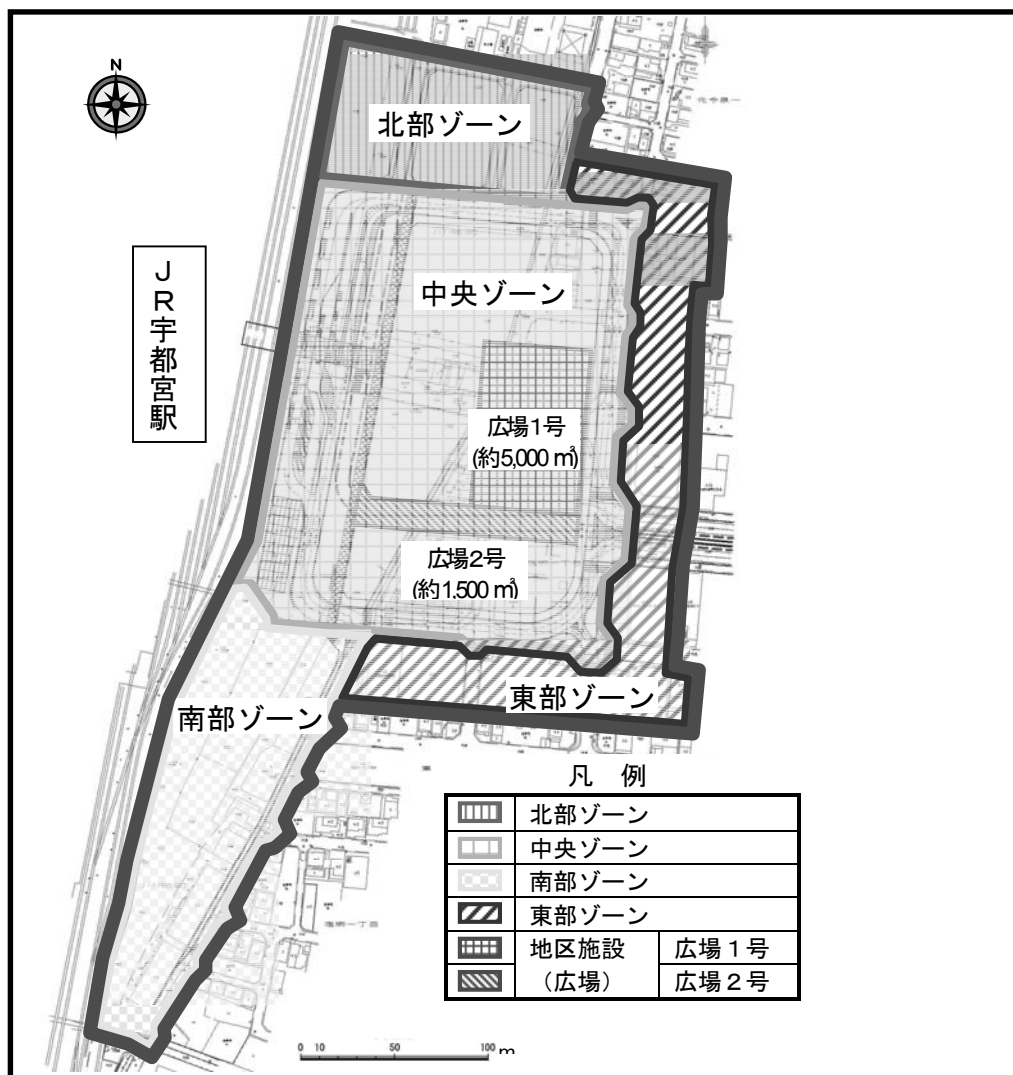 N
北部ゾーン
JR宇都宮駅
中央ゾーン
広場1号
(約5,000 ㎡)
広場2号
(約1,500 ㎡)
東部ゾーン
南部ゾーン
凡 例
北部ゾーン
中央ゾーン
南部ゾーン
東部ゾーン
地区施設 広場1号
(広場) 広場2号
0 10 50 100 m